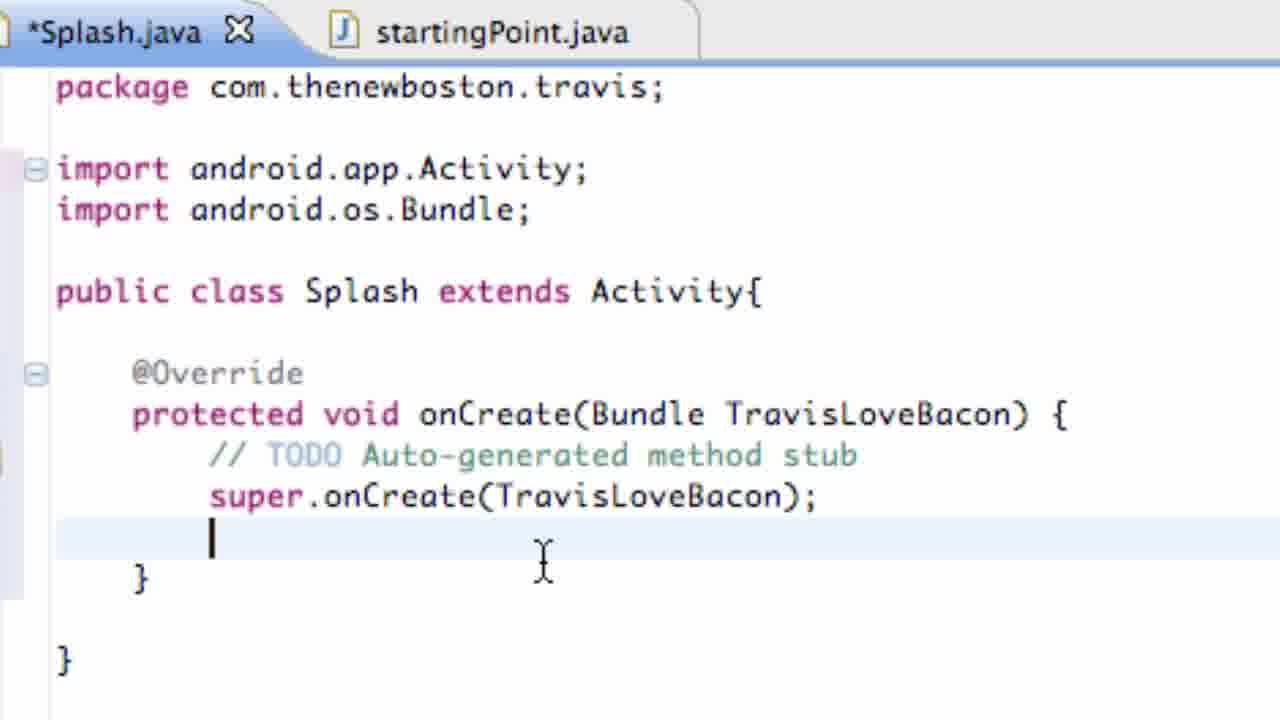 *Splash.java startingPoint.java
package com.thenewboston.travis;
import android.app.Activity;
import android.os.Bundle;
public class Splash extends Activity{
@Override
protected void onCreate(Bundle TravisLoveBacon) {
// TODO Auto-generated method stub
super.onCreate(TravisLoveBacon);
}
}